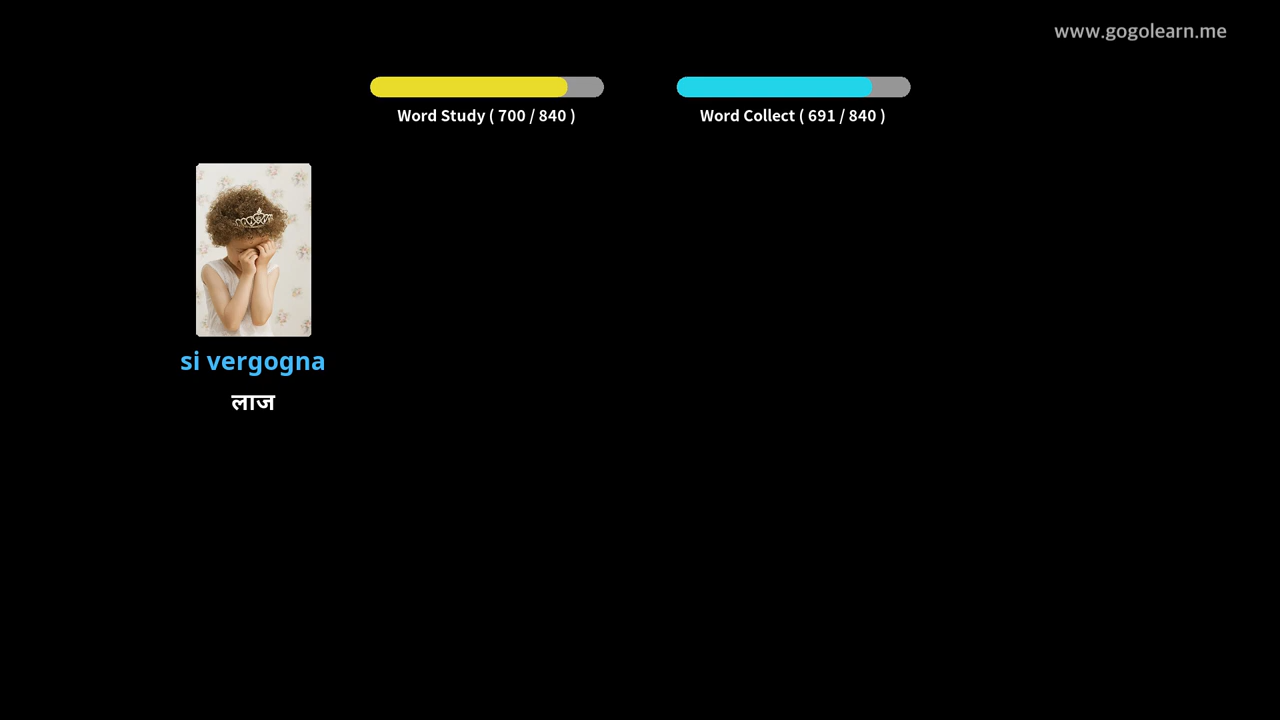 www.gogolearn.me
Word Study ( 700 / 840 )
Word Collect ( 691 / 840 )
si vergogna
लाज